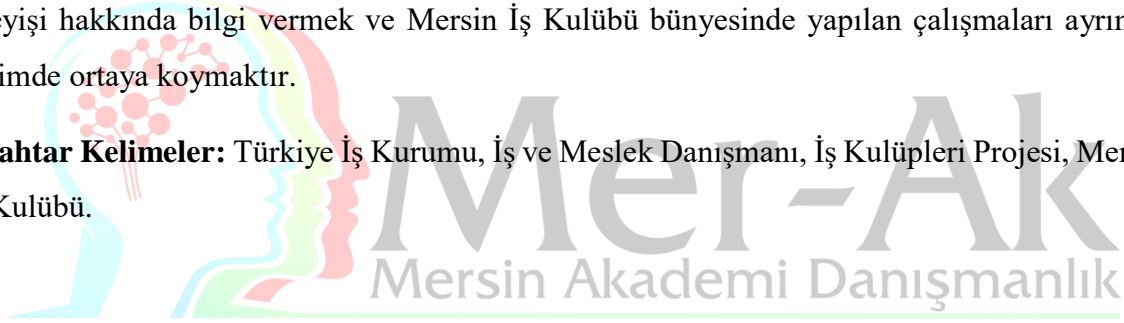 eyişi hakkında bilgi vermek ve Mersin İş Kulübü bünyesinde yapılan çalışmaları ayrın
imde ortaya koymaktır.
ahtar Kelimeler: Türkiye İş Kurumu, İş ve Meslek Danışmanı, İş Kulüpleri Projesi, Mer
Kulübü.
Mer-Ak
Mersin Akademi Danışmanlık